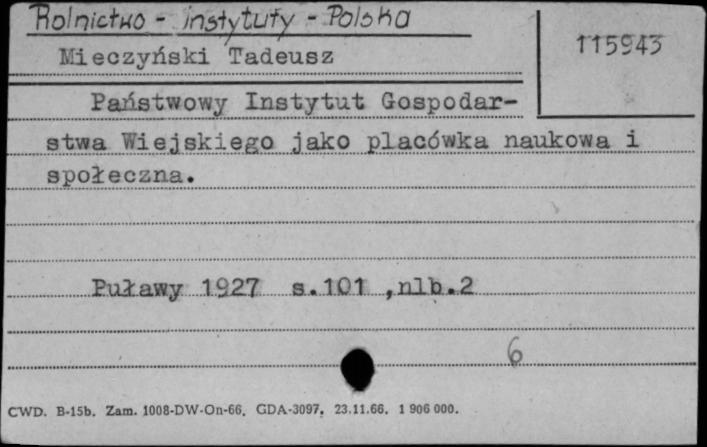 Rolnictwo - instytuty - Polska
115943
Mieczyński Tadeusz
Państwowy Instytut Gospodar-
stwa Wiejskiego jako placówka naukowa i
społeczna.
Puławy 1927 s.101 ,nlb.2
6
CWD. B-15b. Zam. 1008-DW-On-66. GDA-3097. 23.11.66. 1 906 000.